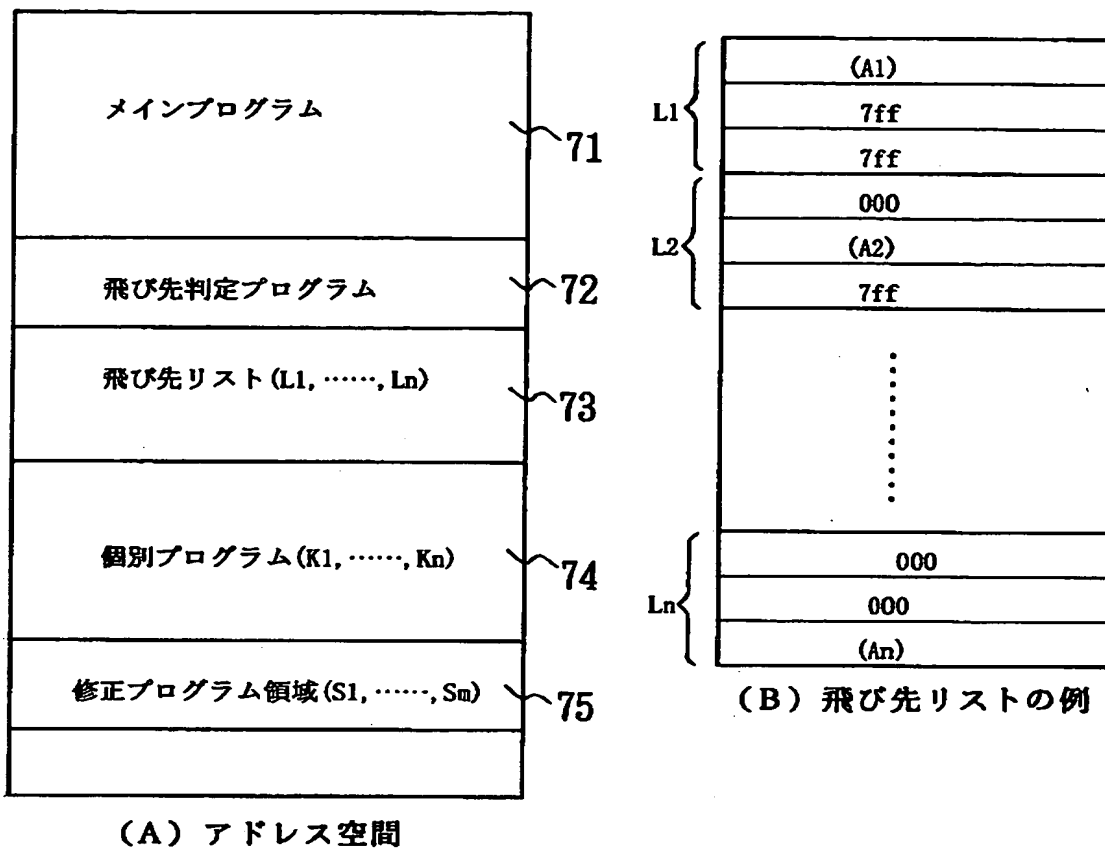 メインプログラム
71
飛び先判定プログラム
72
飛び先リスト(L1, ……, Ln)
73
個別プログラム(K1, ……, Kn)
74
修正プログラム領域(S1, ……, Sm)
75
(A) アドレス空間
L1
(A1)
7ff
7ff
L2
000
(A2)
7ff
Ln
000
000
(An)
(B) 飛び先リストの例